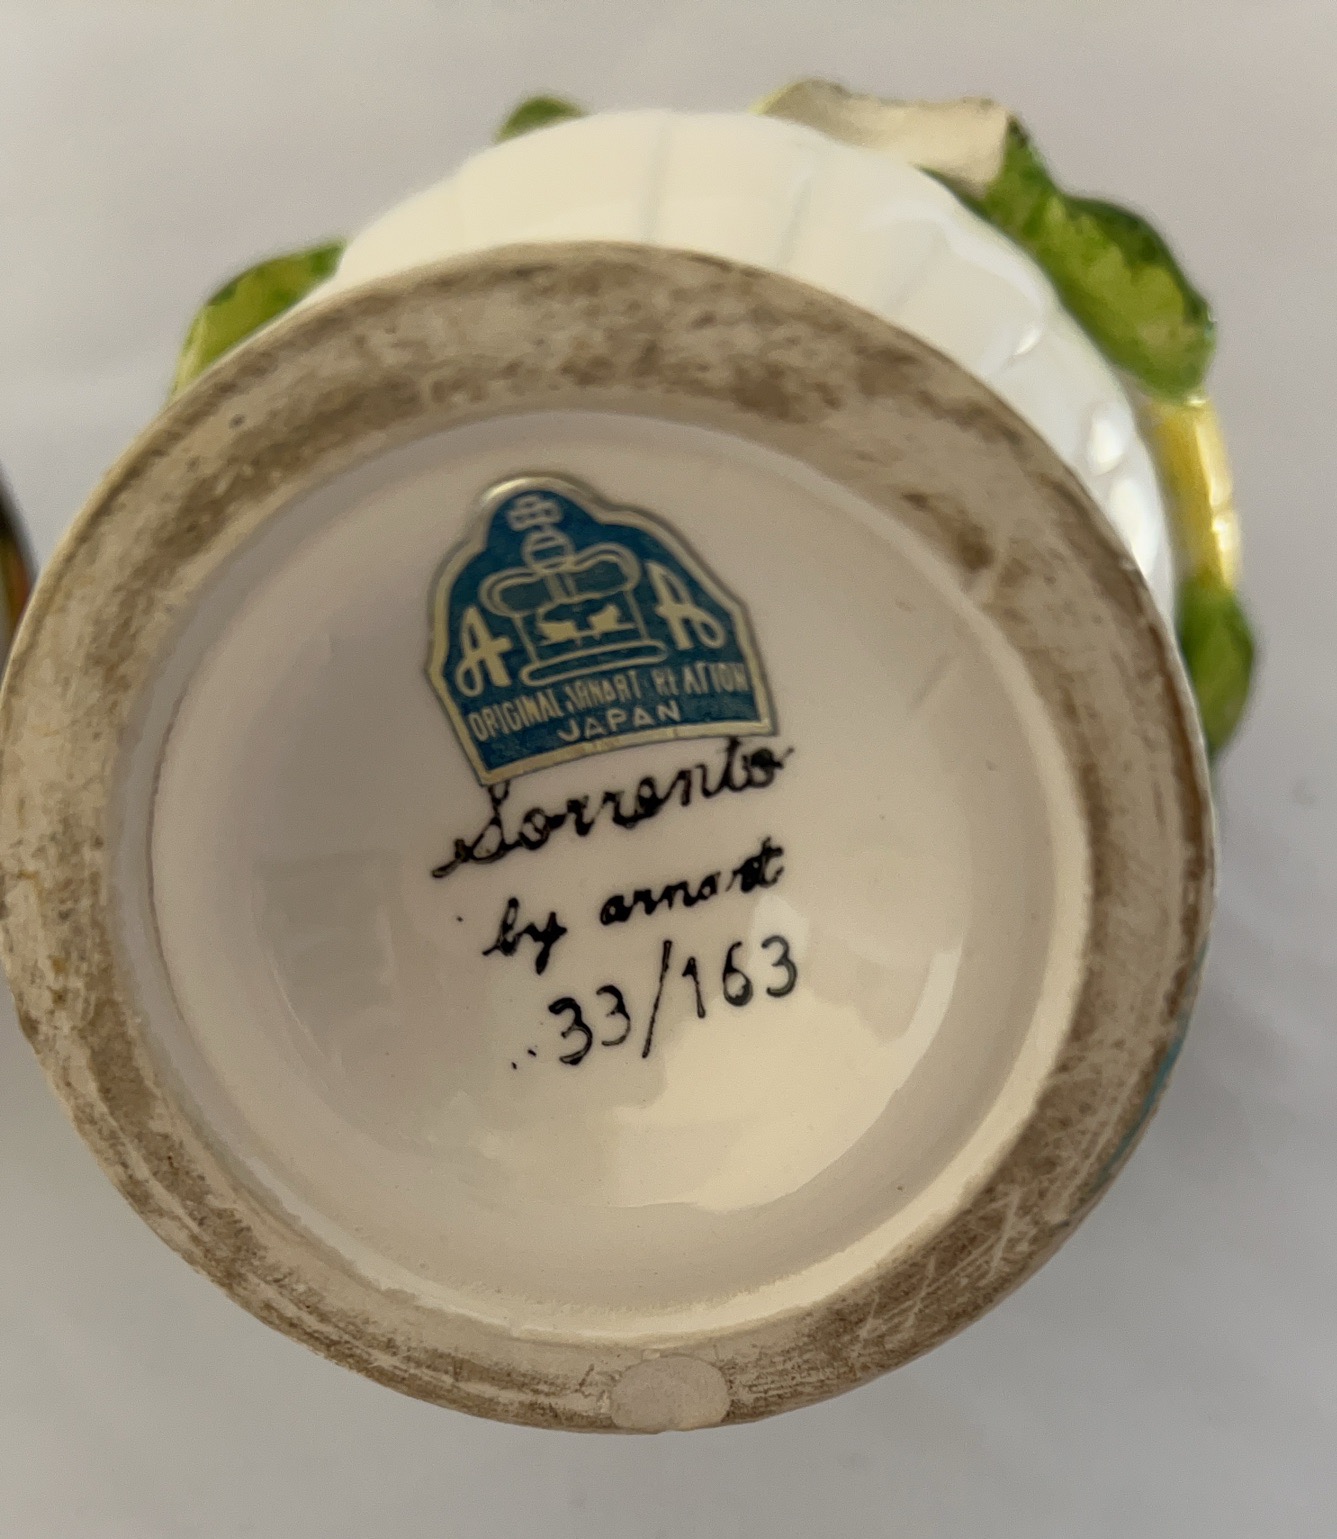 A A
ORIGINAL ARNART CREATION
JAPAN
Sorrento
by arnart
33/163